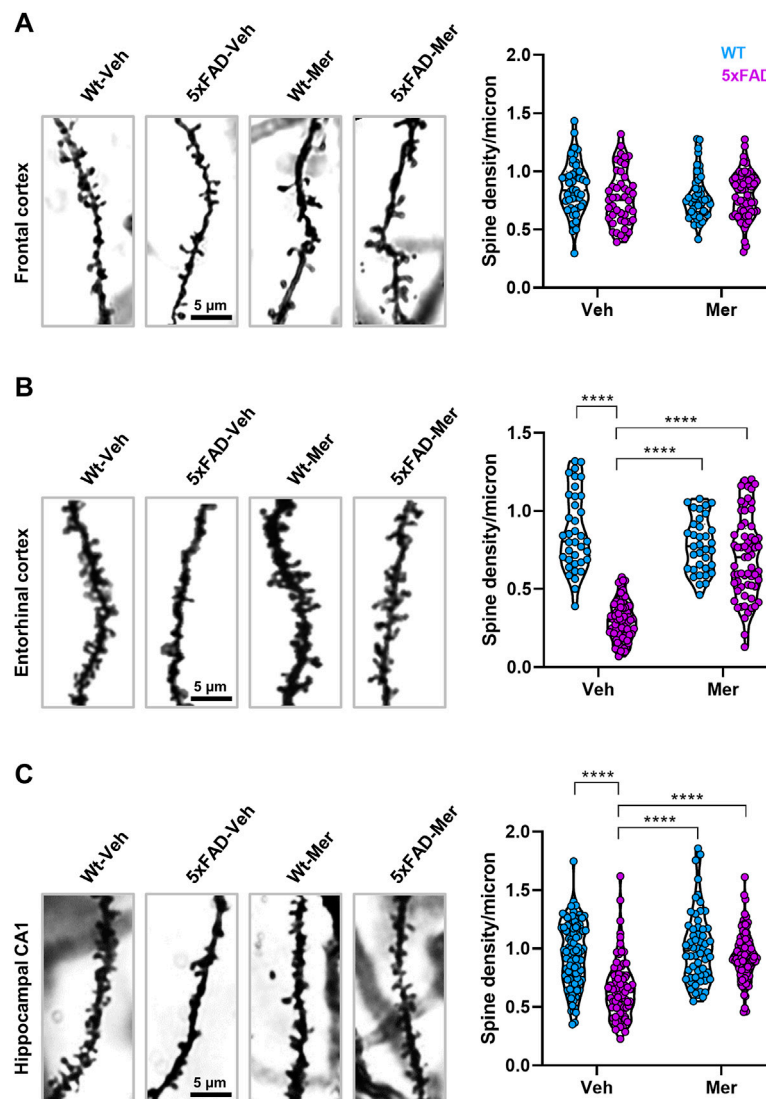 A
Wt-Veh
5xFAD-Veh
Wt-Mer
5xFAD-Mer
Frontal cortex
5 µm
Spine density/micron
2.0
1.5
1.0
0.5
0.0
WT
5xFAD
Veh
Mer
B
Wt-Veh
5xFAD-Veh
Wt-Mer
5xFAD-Mer
Entorhinal cortex
5 µm
****
****
****
Spine density/micron
1.5
1.0
0.5
0.0
Veh
Mer
C
Wt-Veh
5xFAD-Veh
Wt-Mer
5xFAD-Mer
Hippocampal CA1
5 µm
****
****
****
Spine density/micron
2.0
1.5
1.0
0.5
0.0
Veh
Mer